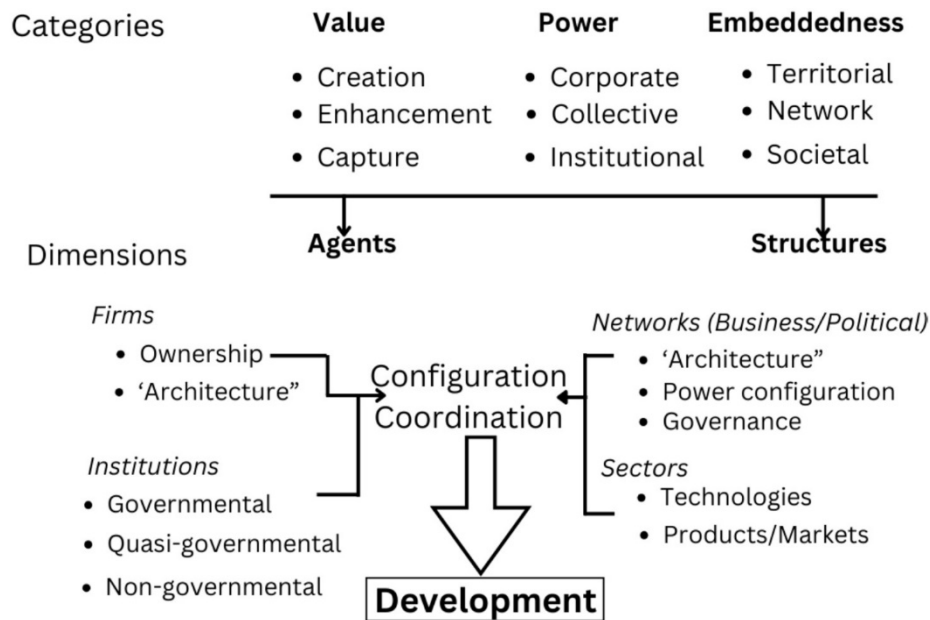 Categories
Value
Power
Embeddedness
• Creation
• Enhancement
• Capture
• Corporate
• Collective
• Institutional
• Territorial
• Network
• Societal
Agents
Structures
Dimensions
Firms
• Ownership
• ‘Architecture”
Institutions
• Governmental
• Quasi-governmental
• Non-governmental
Configuration
Coordination
Networks (Business/Political)
• ‘Architecture”
• Power configuration
• Governance
Sectors
• Technologies
• Products/Markets
Development